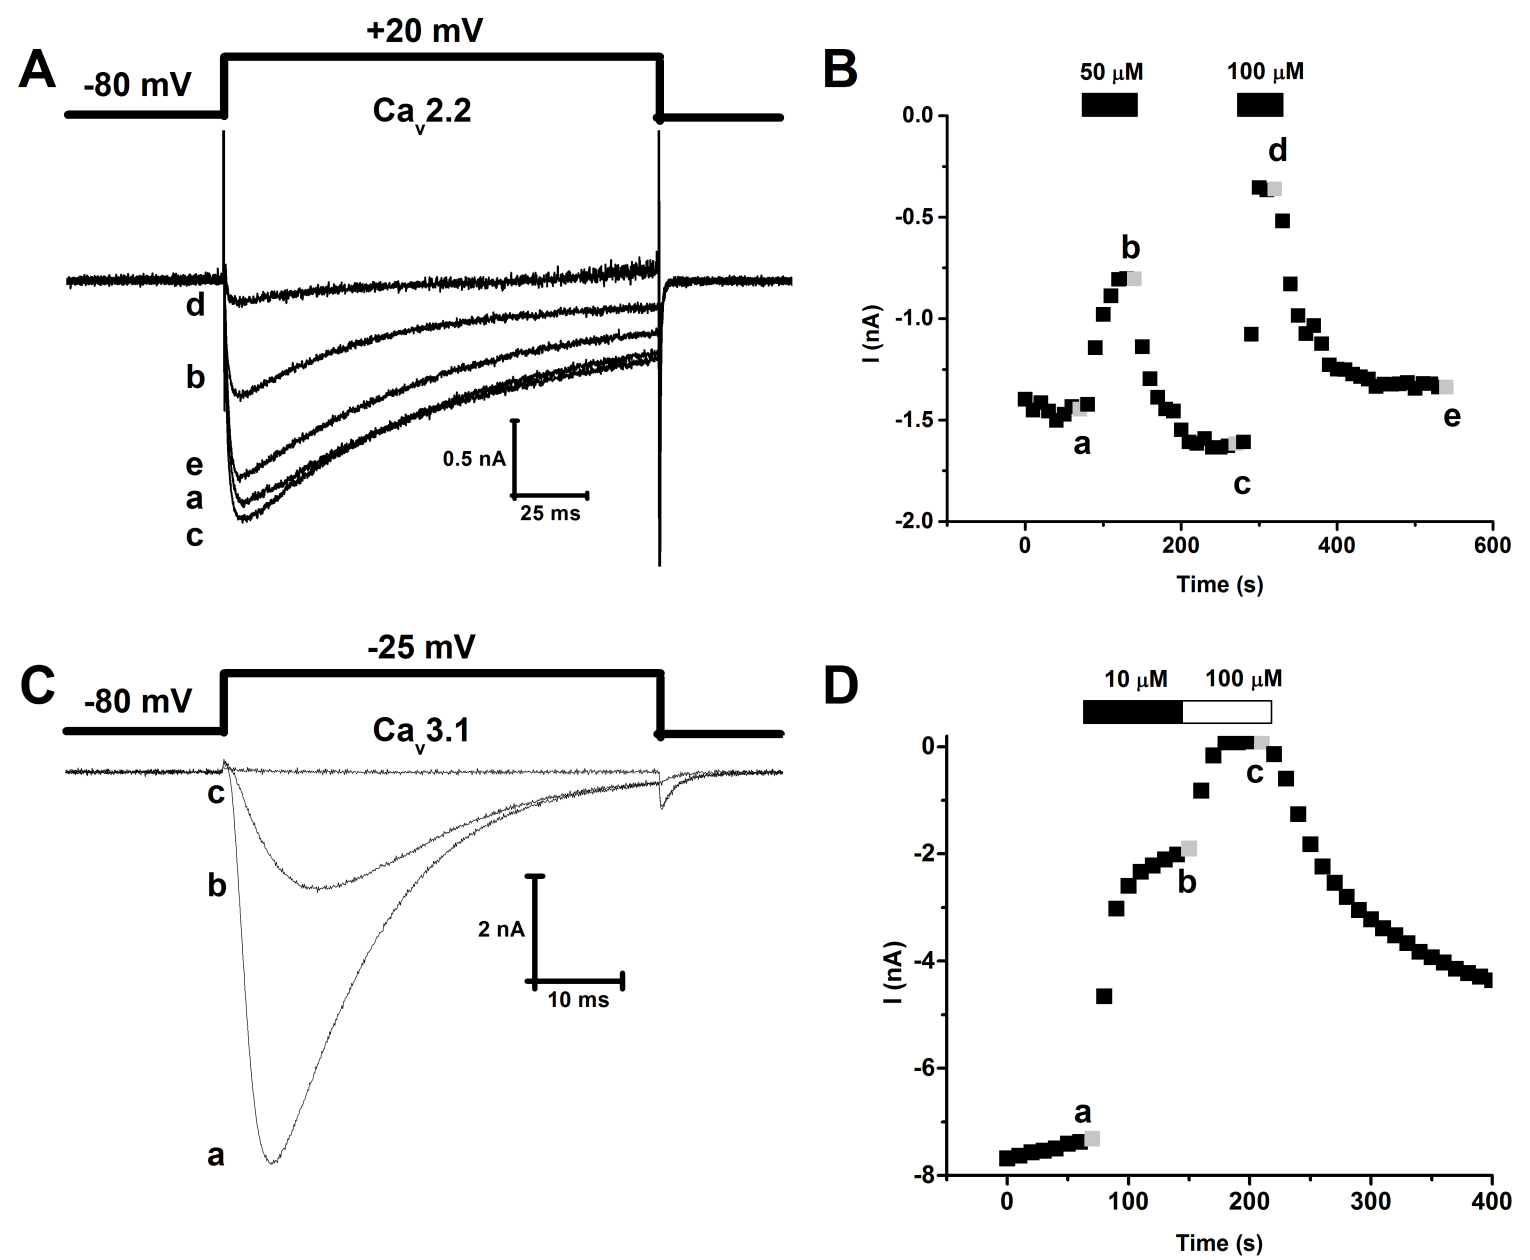 A
+20 mV
-80 mV
Cav2.2
d
b
e
a
c
0.5 nA
25 ms
B
50 μM
100 μM
0.0
-0.5
-1.0
-1.5
-2.0
I (nA)
a
b
c
d
e
0
200
400
600
Time (s)
C
-25 mV
-80 mV
Cav3.1
c
b
a
2 nA
10 ms
D
10 μM
100 μM
0
-2
-4
-6
-8
I (nA)
a
b
c
0
100
200
300
400
Time (s)